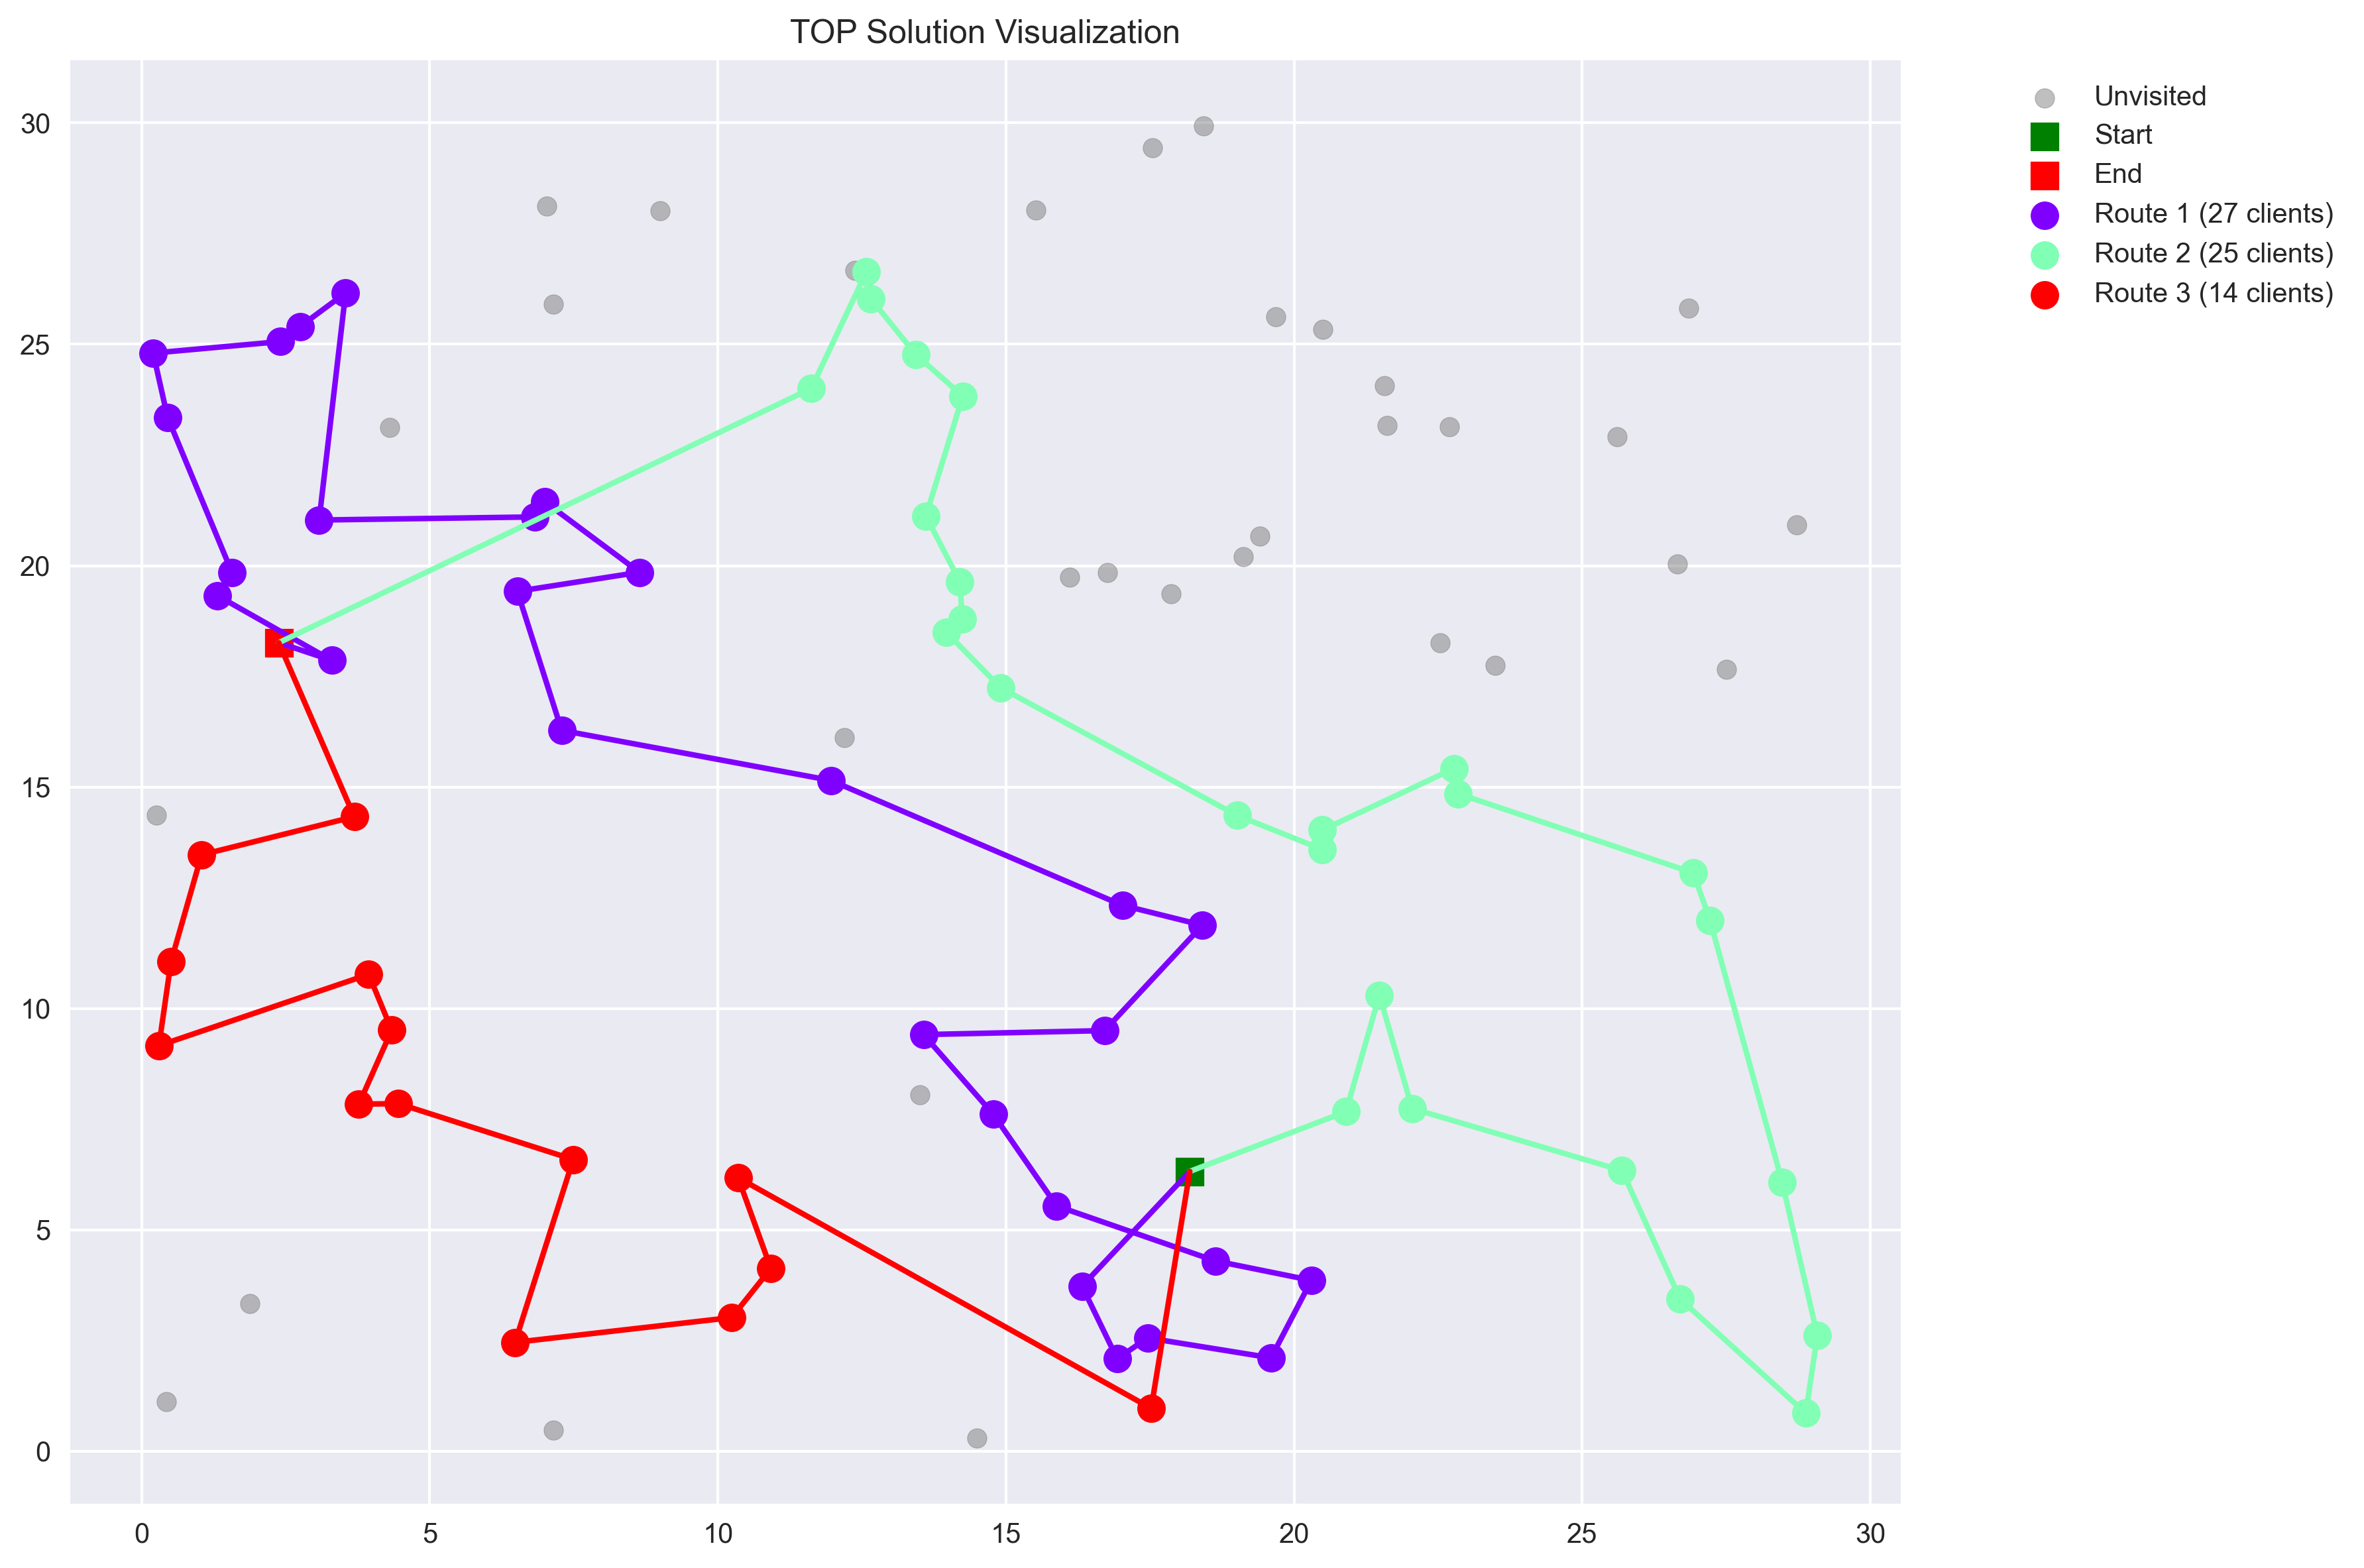 TOP Solution Visualization
30
25
20
15
10
5
0
0 5 10 15 20 25 30
Unvisited
Start
End
Route 1 (27 clients)
Route 2 (25 clients)
Route 3 (14 clients)